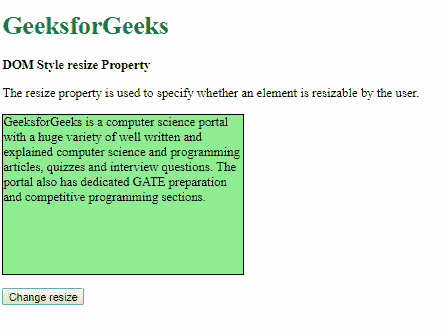 GeeksforGeeks
DOM Style resize Property
The resize property is used to specify whether an element is resizable by the user.
GeeksforGeeks is a computer science portal
with a huge variety of well written and
explained computer science and programming
articles, quizzes and interview questions. The
portal also has dedicated GATE preparation
and competitive programming sections.
Change resize